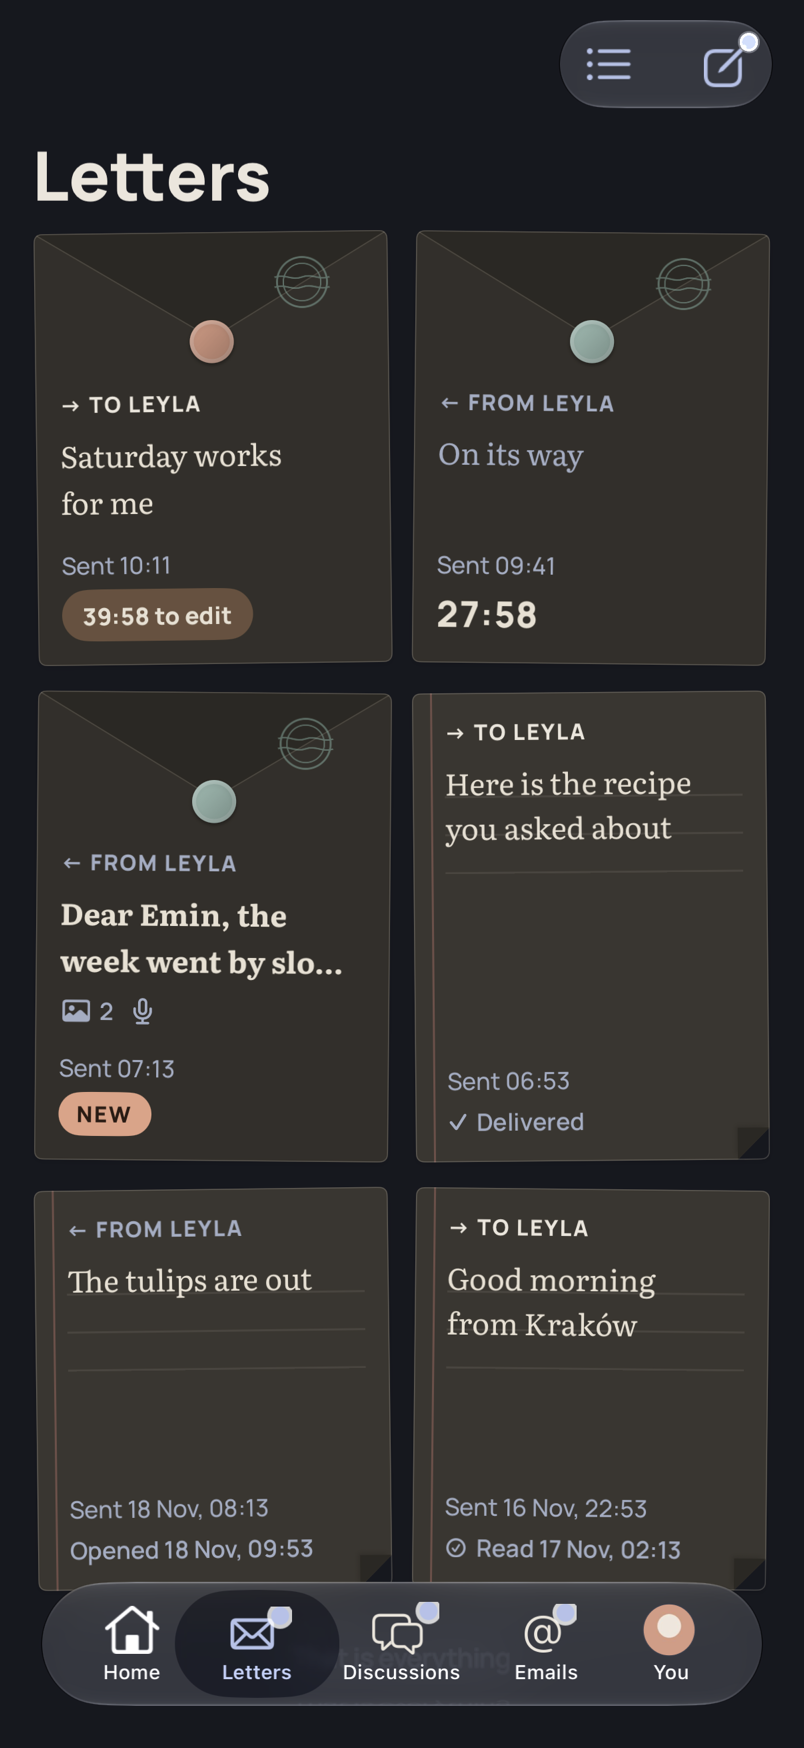 Letters
→ TO LEYLA
Saturday works
for me
Sent 10:11
39:58 to edit
← FROM LEYLA
On its way
Sent 09:41
27:58
← FROM LEYLA
Dear Emin, the
week went by slo...
2
Sent 07:13
NEW
→ TO LEYLA
Here is the recipe
you asked about
Sent 06:53
✓ Delivered
← FROM LEYLA
The tulips are out
Sent 18 Nov, 08:13
Opened 18 Nov, 09:53
→ TO LEYLA
Good morning
from Kraków
Sent 16 Nov, 22:53
Read 17 Nov, 02:13
is everything
Home
Letters
Discussions
Emails
You